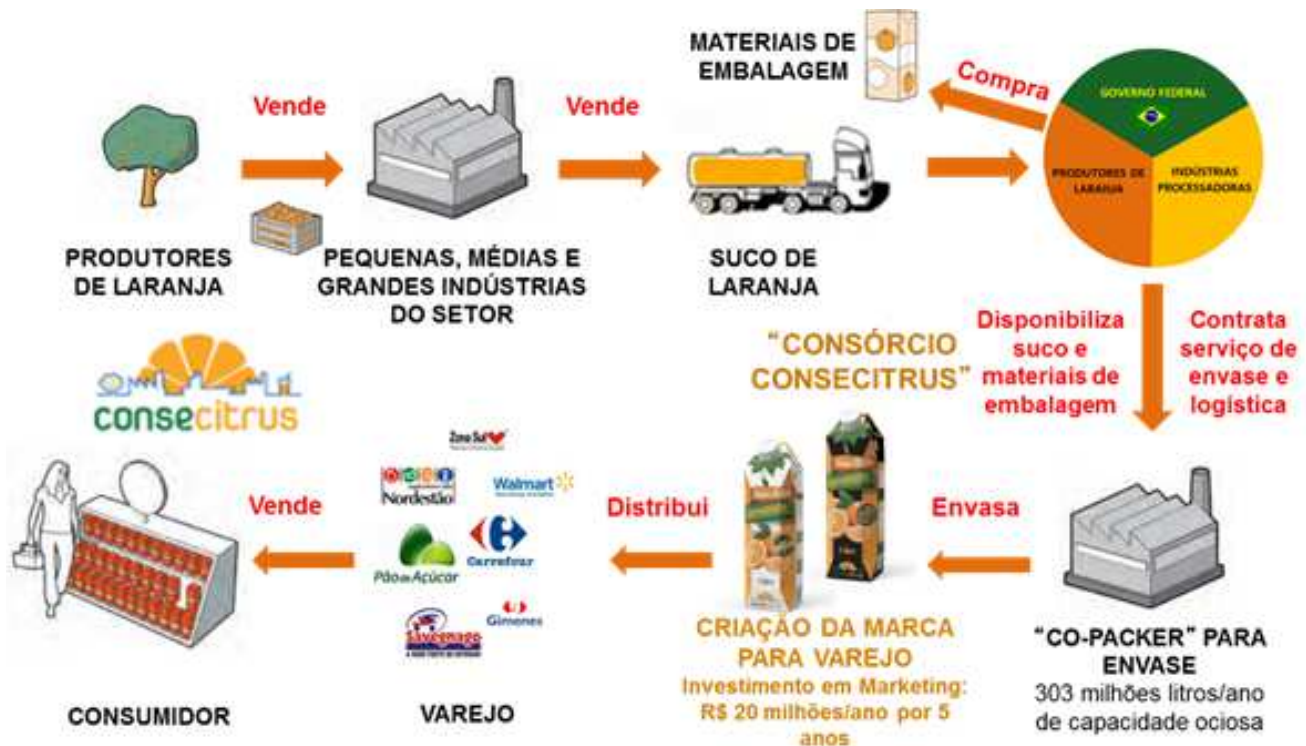 MATERIAIS DE
EMBALAGEM
Compra
GOVERNO FEDERAL
PRODUTORES DE
LARANJA
INDÚSTRIAS
PROCESSADORAS
Vende
Vende
PRODUTORES
DE LARANJA
PEQUENAS, MÉDIAS E
GRANDES INDÚSTRIAS
DO SETOR
SUCO DE
LARANJA
"CONSÓRCIO
CONSECITRUS"
Disponibiliza
suco e
materiais de
embalagem
Contrata
serviço de
envase e
logística
consecitrus
Vende
Zona Sul
Nordestão
Walmart
Carrefour
Pão de Açúcar
Savegnago
Gimenes
Distribui
Envasa
CONSUMIDOR
VAREJO
CRIAÇÃO DA MARCA
PARA VAREJO
Investimento em Marketing:
R$ 20 milhões/ano por 5
anos
"CO-PACKER" PARA
ENVASE
303 milhões litros/ano
de capacidade ociosa